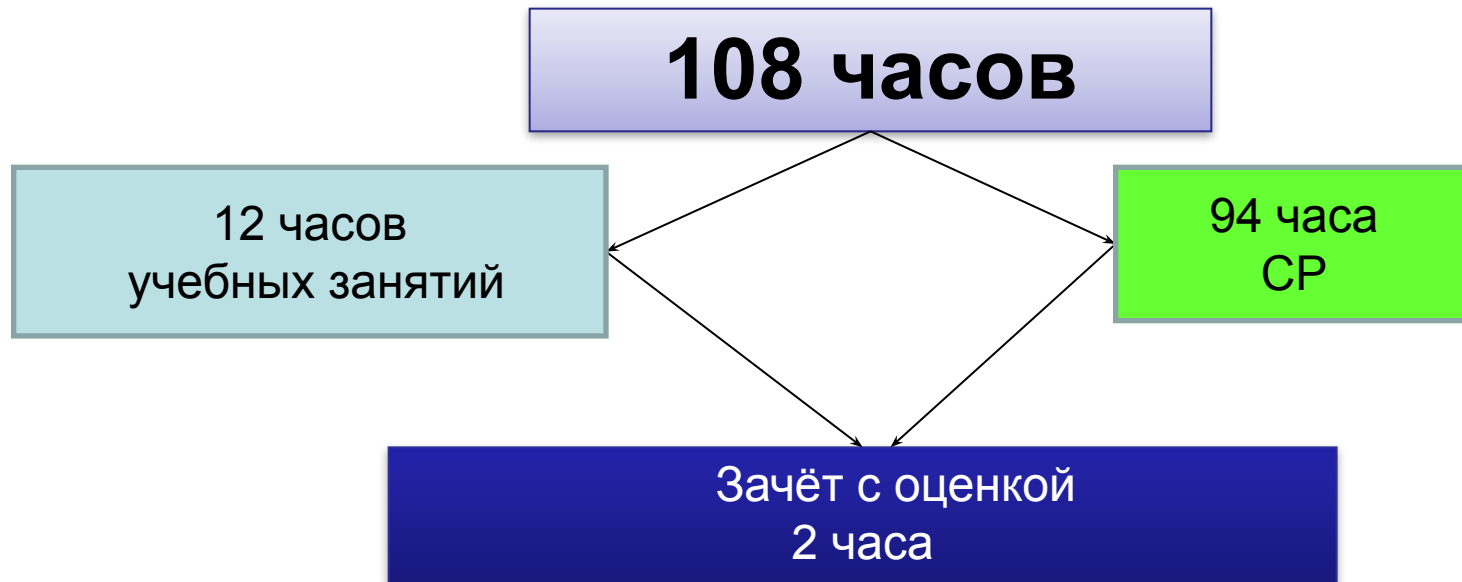 108 часов
12 часов
учебных занятий
94 часа
СР
Зачёт с оценкой
2 часа